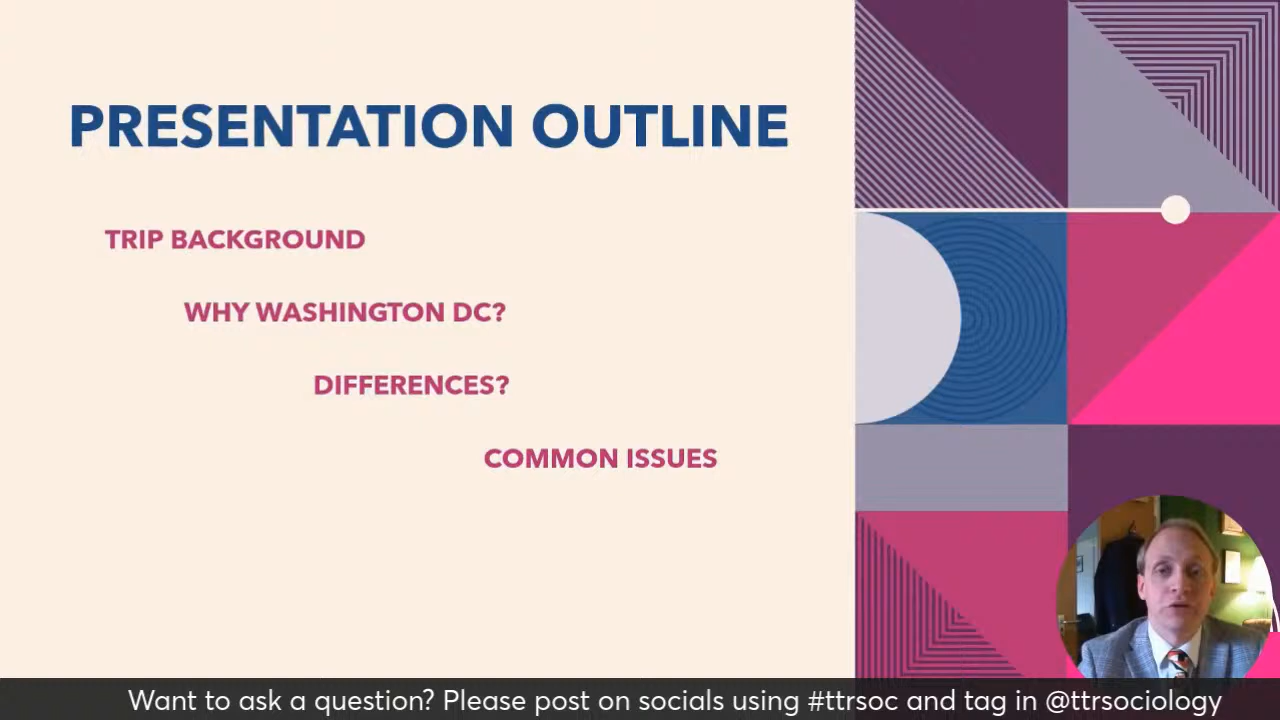 PRESENTATION OUTLINE
TRIP BACKGROUND
WHY WASHINGTON DC?
DIFFERENCES?
COMMON ISSUES
Want to ask a question? Please post on socials using #ttrsoc and tag in @ttrsociology